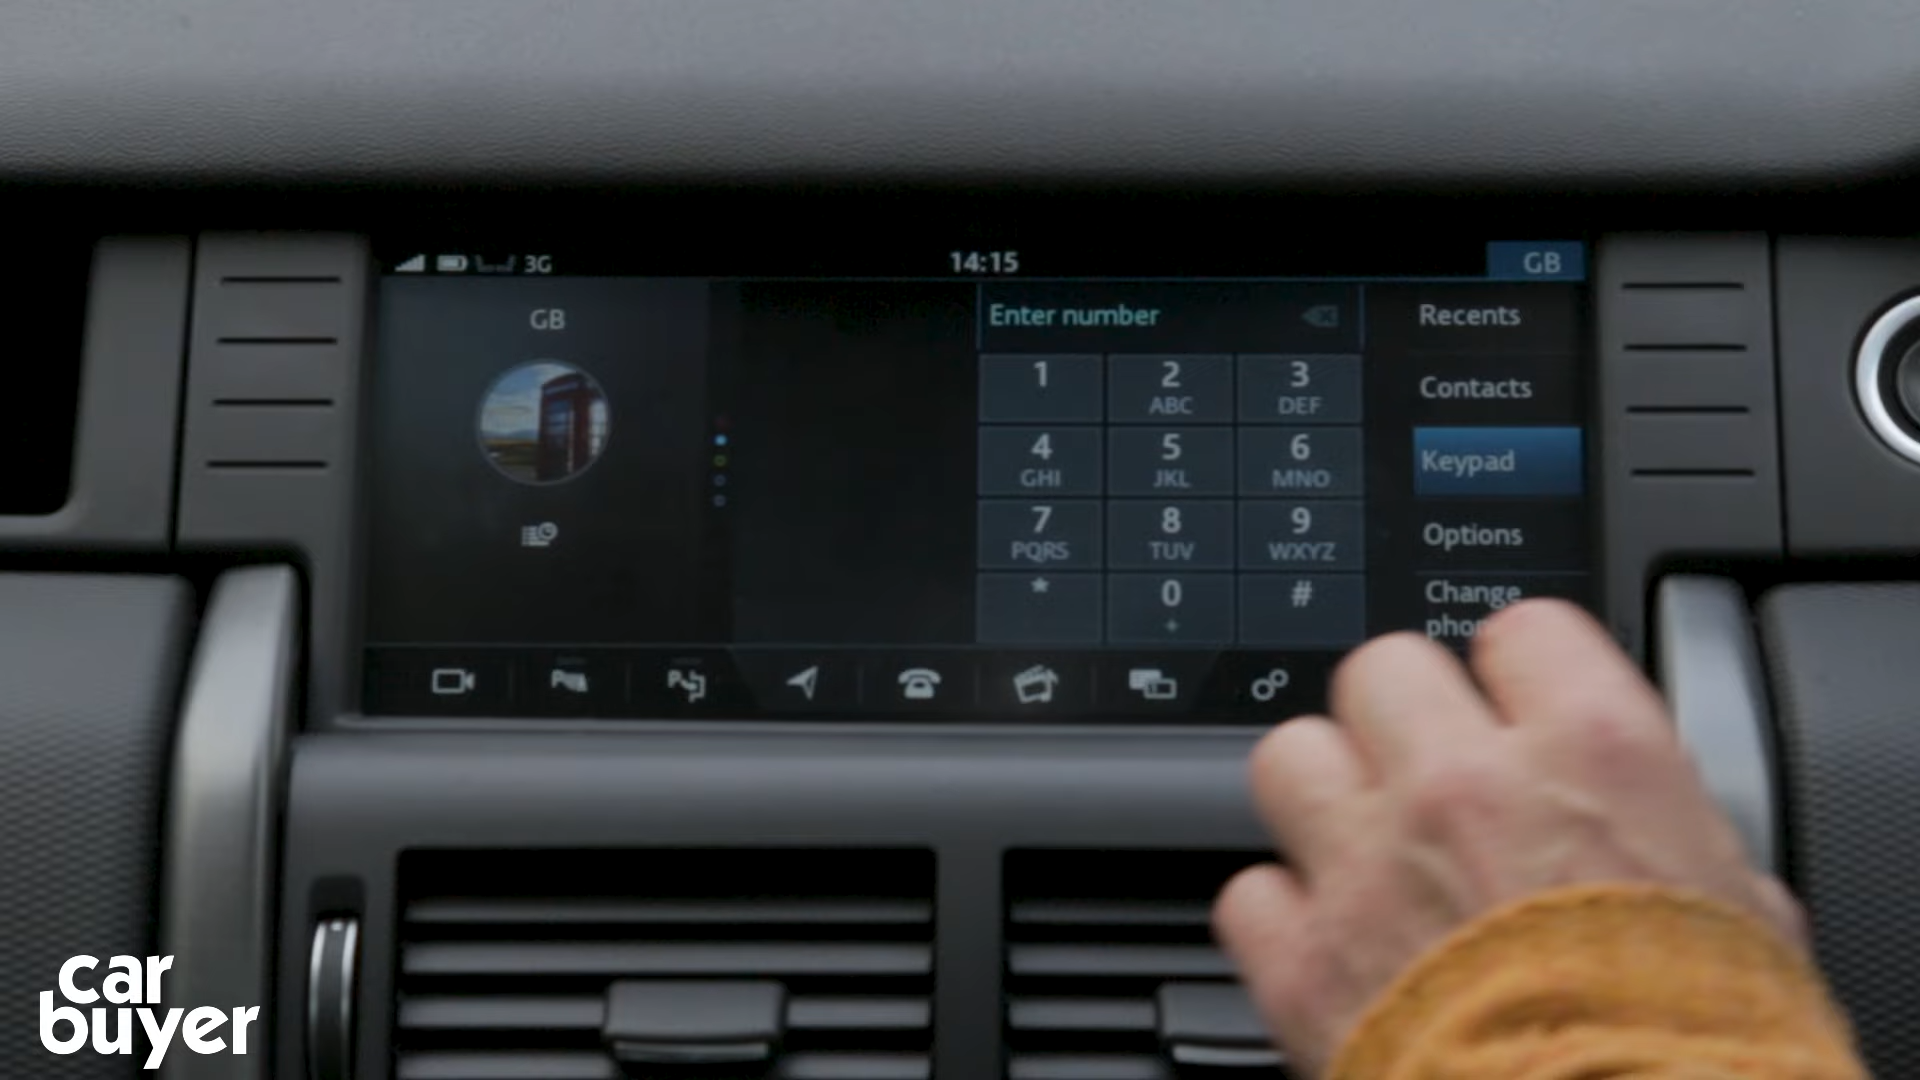 3G
14:15
GB
GB
Enter number
1
2
ABC
3
DEF
4
GHI
5
JKL
6
MNO
7
PQRS
8
TUV
9
WXYZ
*
0
+
#
Recents
Contacts
Keypad
Options
Change
car
buyer